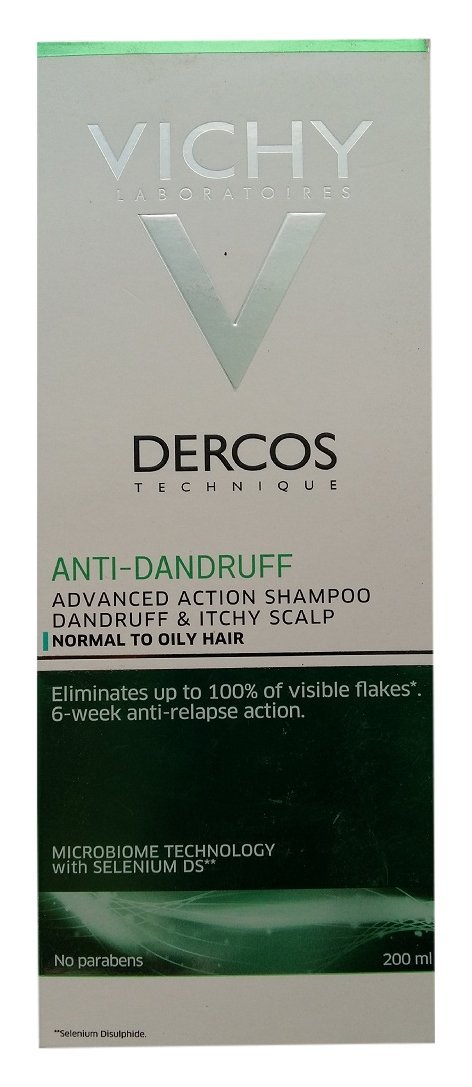 VICHY
LABORATOIRES
V
DERCOS
TECHNIQUE
ANTI-DANDRUFF
ADVANCED ACTION SHAMPOO
DANDRUFF & ITCHY SCALP
NORMAL TO OILY HAIR
Eliminates up to 100% of visible flakes*.
6-week anti-relapse action.
MICROBIOME TECHNOLOGY
with SELENIUM DS**
No parabens 200 ml
**Selenium Disulphide.